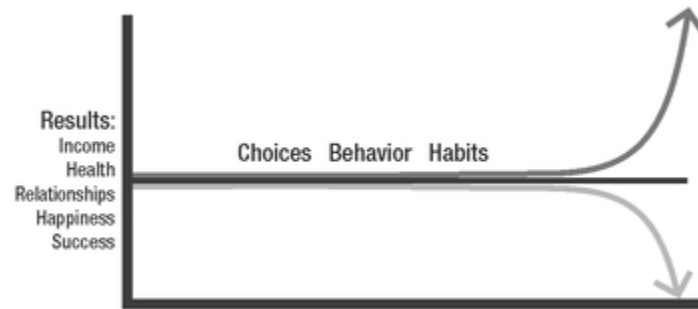 Results:
Income
Health
Relationships
Happiness
Success
Choices Behavior Habits